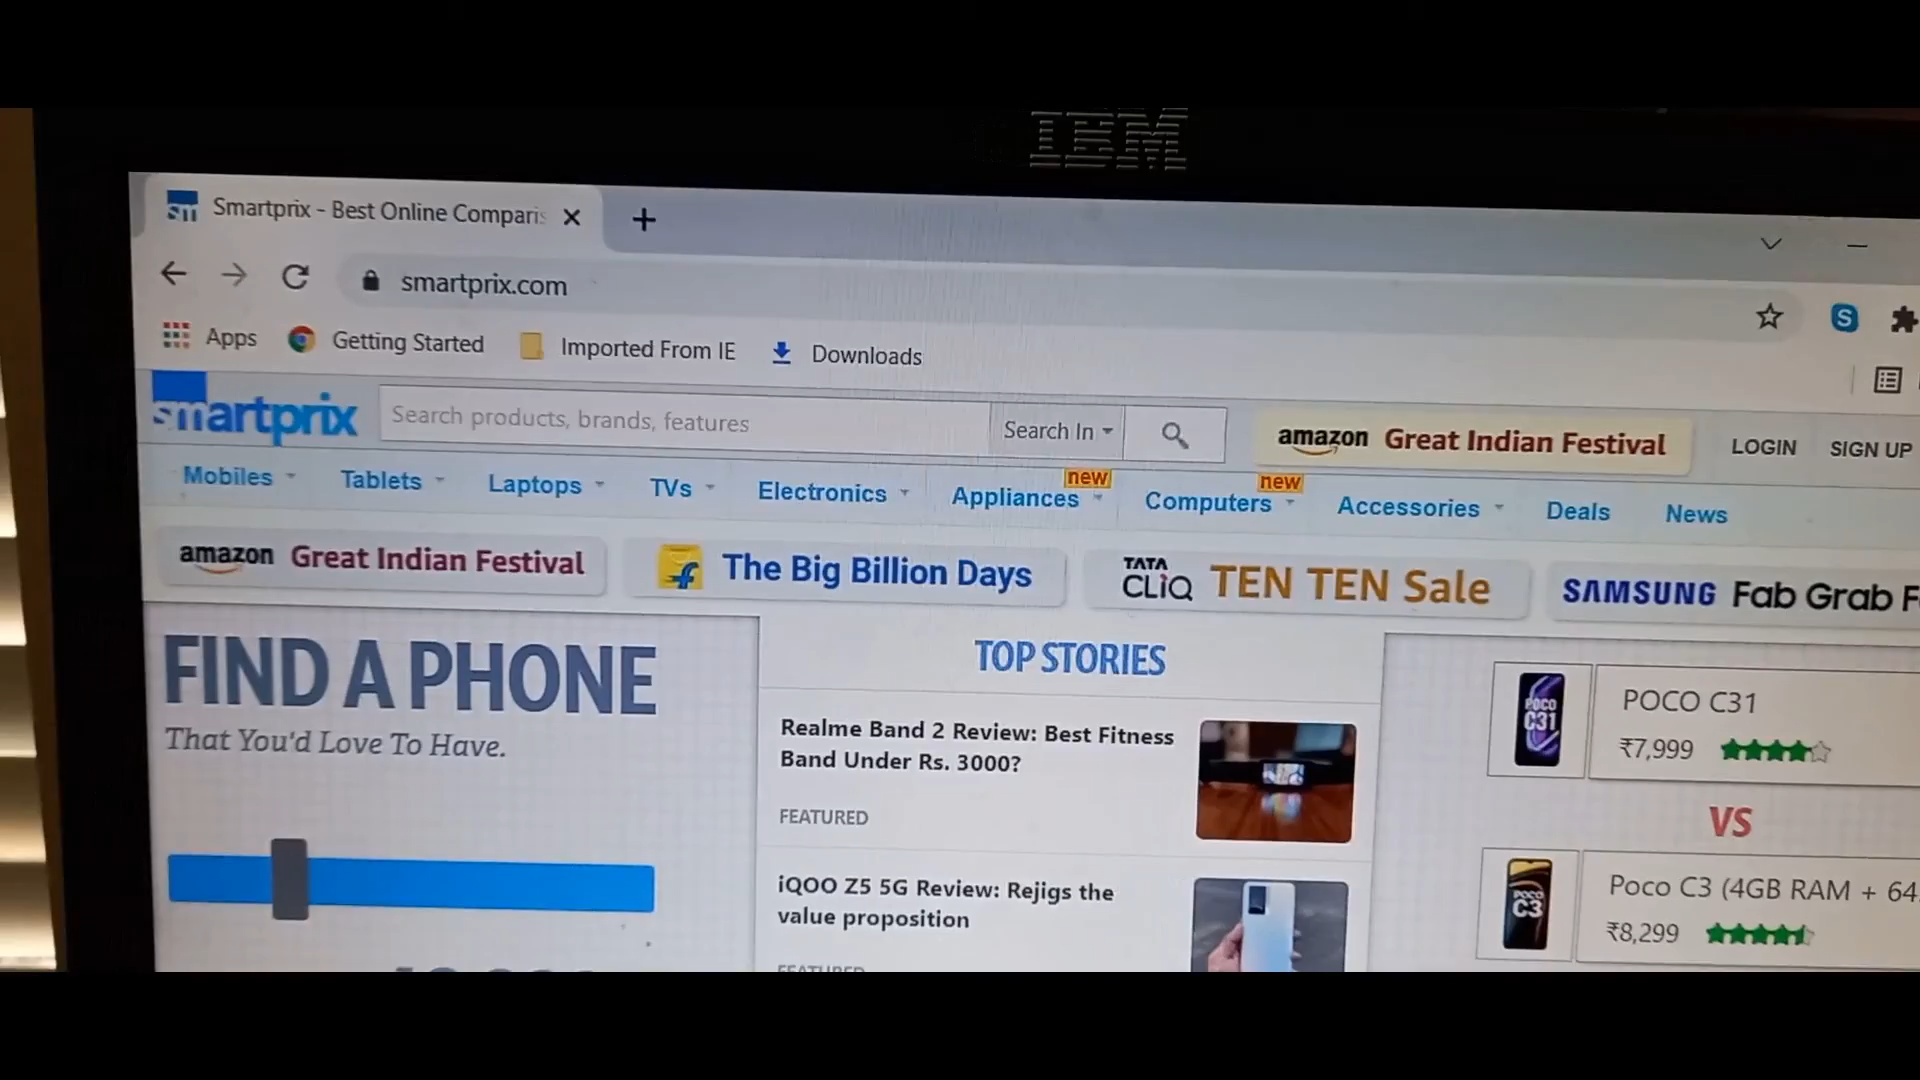 IBM
Smartprix - Best Online Comparis
smartprix.com
Apps Getting Started Imported From IE Downloads
smartprix Search products, brands, features Search In amazon Great Indian Festival LOGIN SIGN UP
Mobiles Tablets Laptops TVs Electronics Appliances new Computers new Accessories Deals News
amazon Great Indian Festival The Big Billion Days TATA CLiQ TEN TEN Sale SAMSUNG Fab Grab F
FIND A PHONE
That You'd Love To Have.
TOP STORIES
Realme Band 2 Review: Best Fitness
Band Under Rs. 3000?
FEATURED
iQOO Z5 5G Review: Rejigs the
value proposition
FEATURED
POCO C31
POCO C31
₹7,999
VS
POCO C3
Poco C3 (4GB RAM + 64
₹8,299